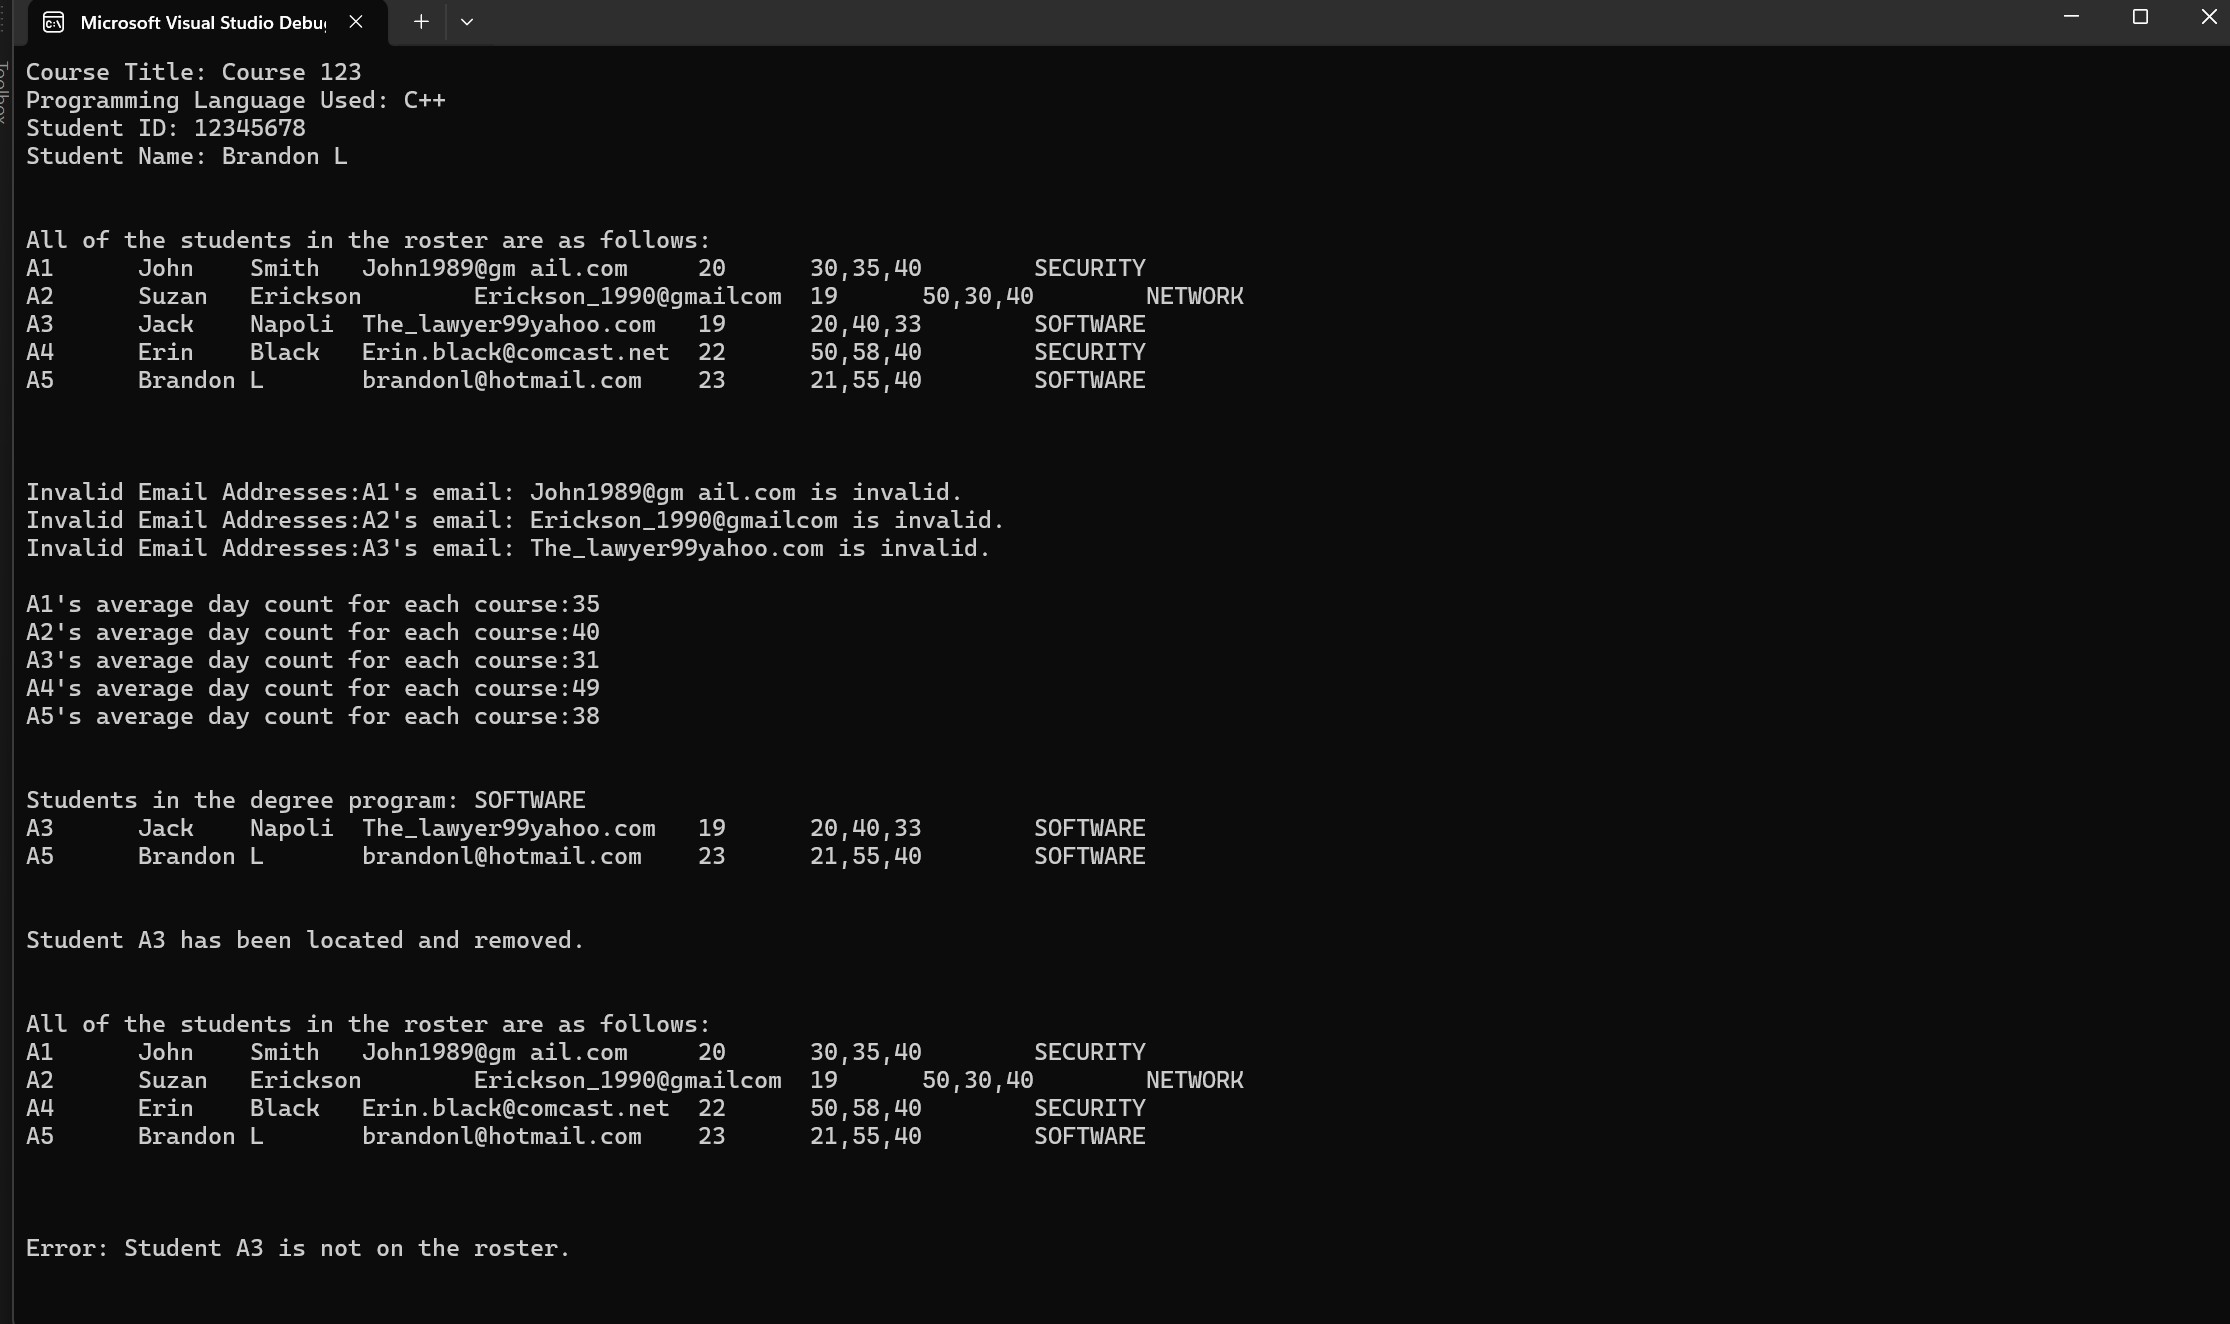 Microsoft Visual Studio Debu
Toolbox
Course Title: Course 123
Programming Language Used: C++
Student ID: 12345678
Student Name: Brandon L
All of the students in the roster are as follows:
A1 John Smith John1989@gm ail.com 20 30,35,40 SECURITY
A2 Suzan Erickson Erickson_1990@gmailcom 19 50,30,40 NETWORK
A3 Jack Napoli The_lawyer99yahoo.com 19 20,40,33 SOFTWARE
A4 Erin Black Erin.black@comcast.net 22 50,58,40 SECURITY
A5 Brandon L brandonl@hotmail.com 23 21,55,40 SOFTWARE
Invalid Email Addresses:A1's email: John1989@gm ail.com is invalid.
Invalid Email Addresses:A2's email: Erickson_1990@gmailcom is invalid.
Invalid Email Addresses:A3's email: The_lawyer99yahoo.com is invalid.
A1's average day count for each course:35
A2's average day count for each course:40
A3's average day count for each course:31
A4's average day count for each course:49
A5's average day count for each course:38
Students in the degree program: SOFTWARE
A3 Jack Napoli The_lawyer99yahoo.com 19 20,40,33 SOFTWARE
A5 Brandon L brandonl@hotmail.com 23 21,55,40 SOFTWARE
Student A3 has been located and removed.
All of the students in the roster are as follows:
A1 John Smith John1989@gm ail.com 20 30,35,40 SECURITY
A2 Suzan Erickson Erickson_1990@gmailcom 19 50,30,40 NETWORK
A4 Erin Black Erin.black@comcast.net 22 50,58,40 SECURITY
A5 Brandon L brandonl@hotmail.com 23 21,55,40 SOFTWARE
Error: Student A3 is not on the roster.